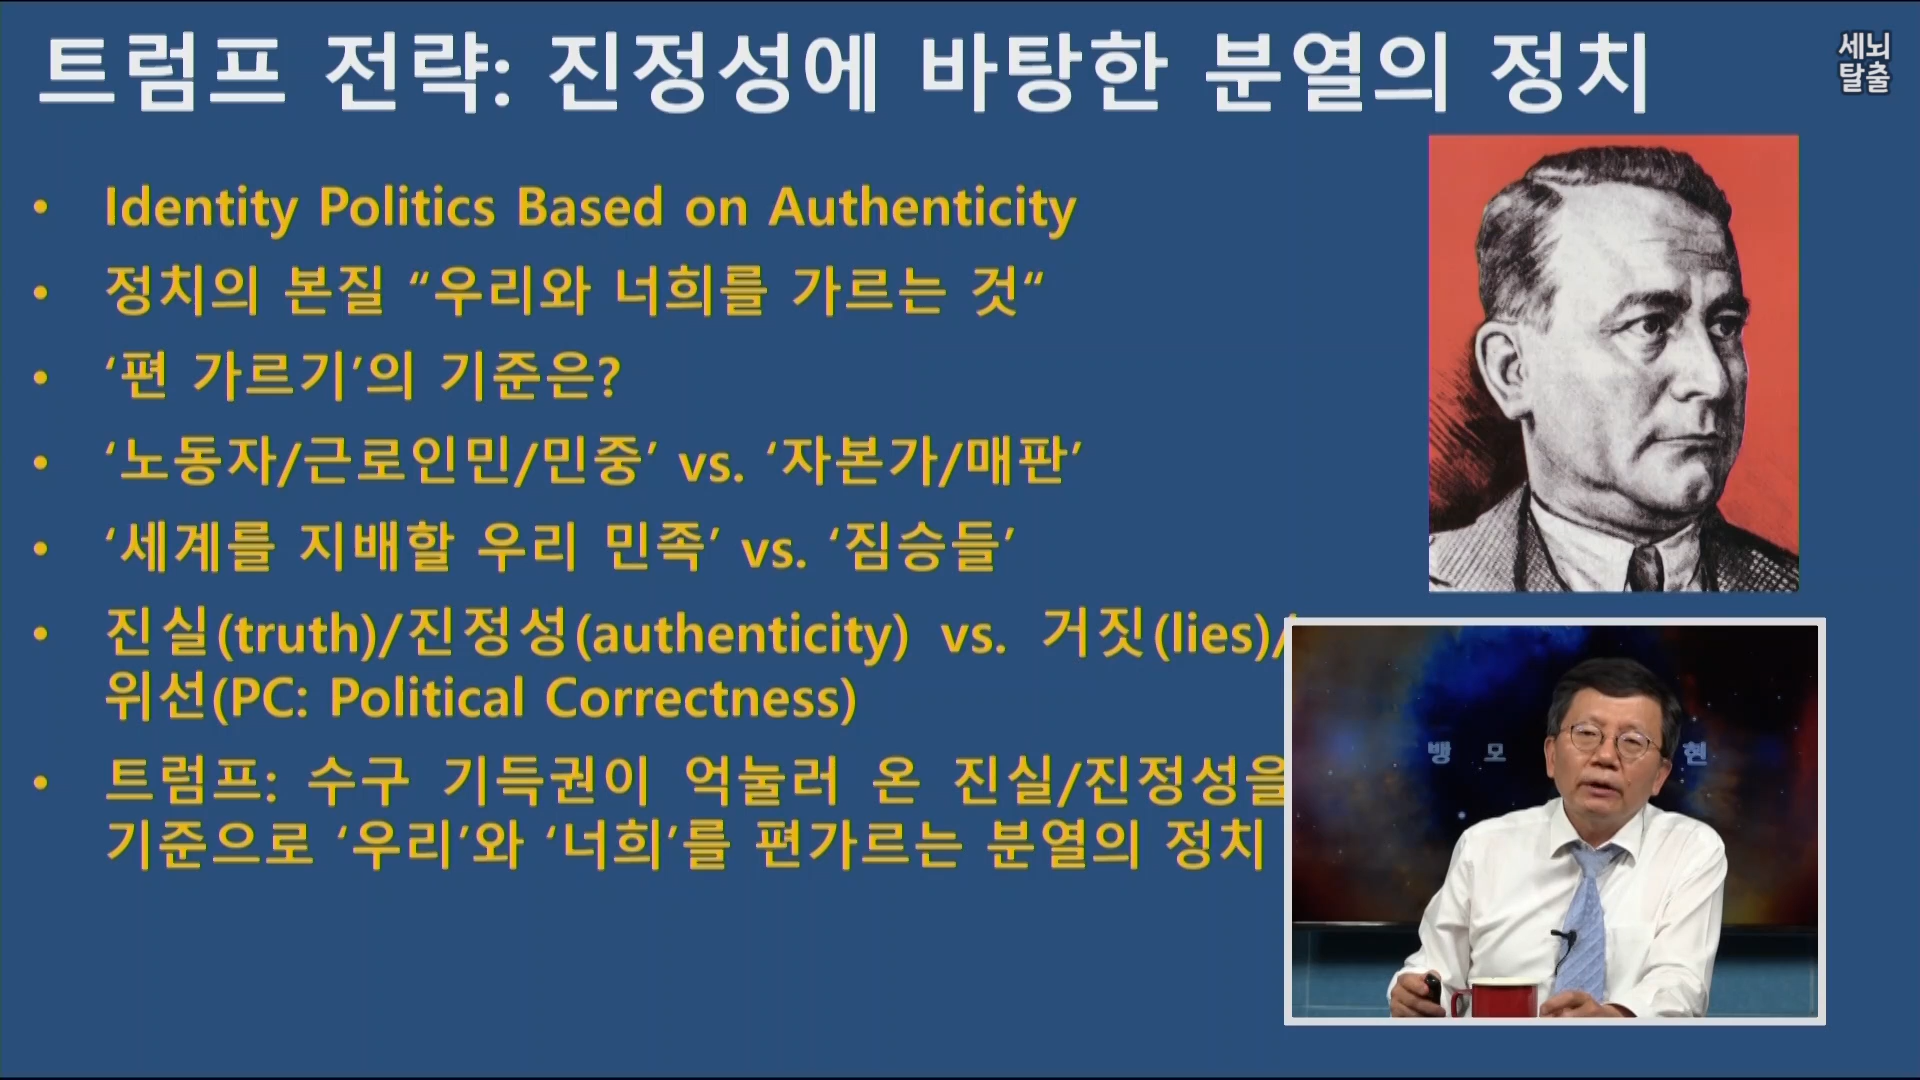 트럼프 전략: 진정성에 바탕한 분열의 정치
세뇌
탈출
• Identity Politics Based on Authenticity
• 정치의 본질 “우리와 너희를 가르는 것“
• ‘편 가르기’의 기준은?
• ‘노동자/근로인민/민중’ vs. ‘자본가/매판’
• ‘세계를 지배할 우리 민족’ vs. ‘짐승들’
• 진실(truth)/진정성(authenticity) vs. 거짓(lies)/
위선(PC: Political Correctness)
• 트럼프: 수구 기득권이 억눌러 온 진실/진정성을
기준으로 ‘우리’와 ‘너희’를 편가르는 분열의 정치
뱅 모 현